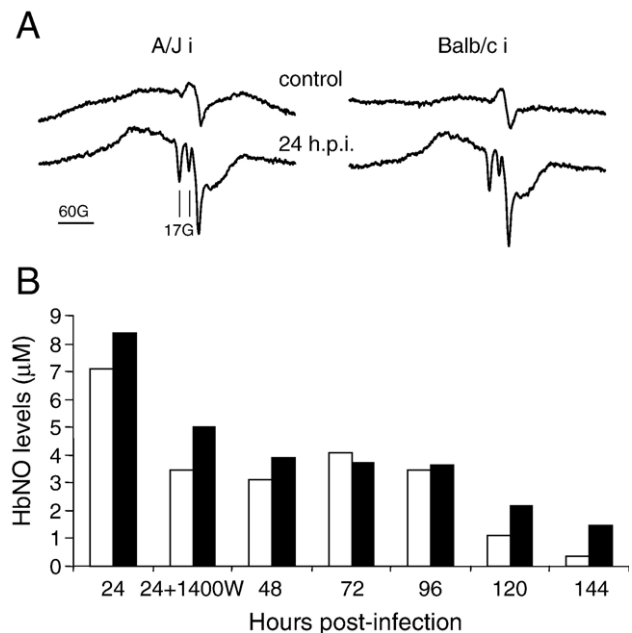 A
A/J i
Balb/c i
control
24 h.p.i.
60G
17G
B
HbNO levels (μM)
9
8
7
6
5
4
3
2
1
0
24 24+1400W 48 72 96 120 144
Hours post-infection